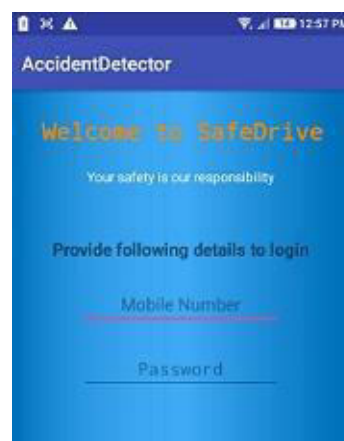 12:57 PM
AccidentDetector
Welcome to SafeDrive
Your safety is our responsibility
Provide following details to login
Mobile Number
Password